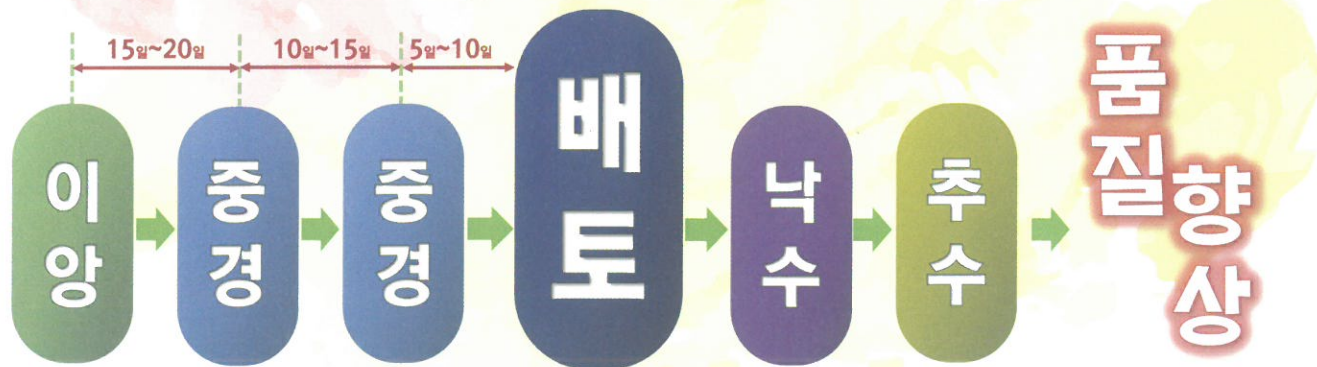 15일~20일
10일~15일
5일~10일
이앙
중경
중경
배토
낙수
추수
품질
향상